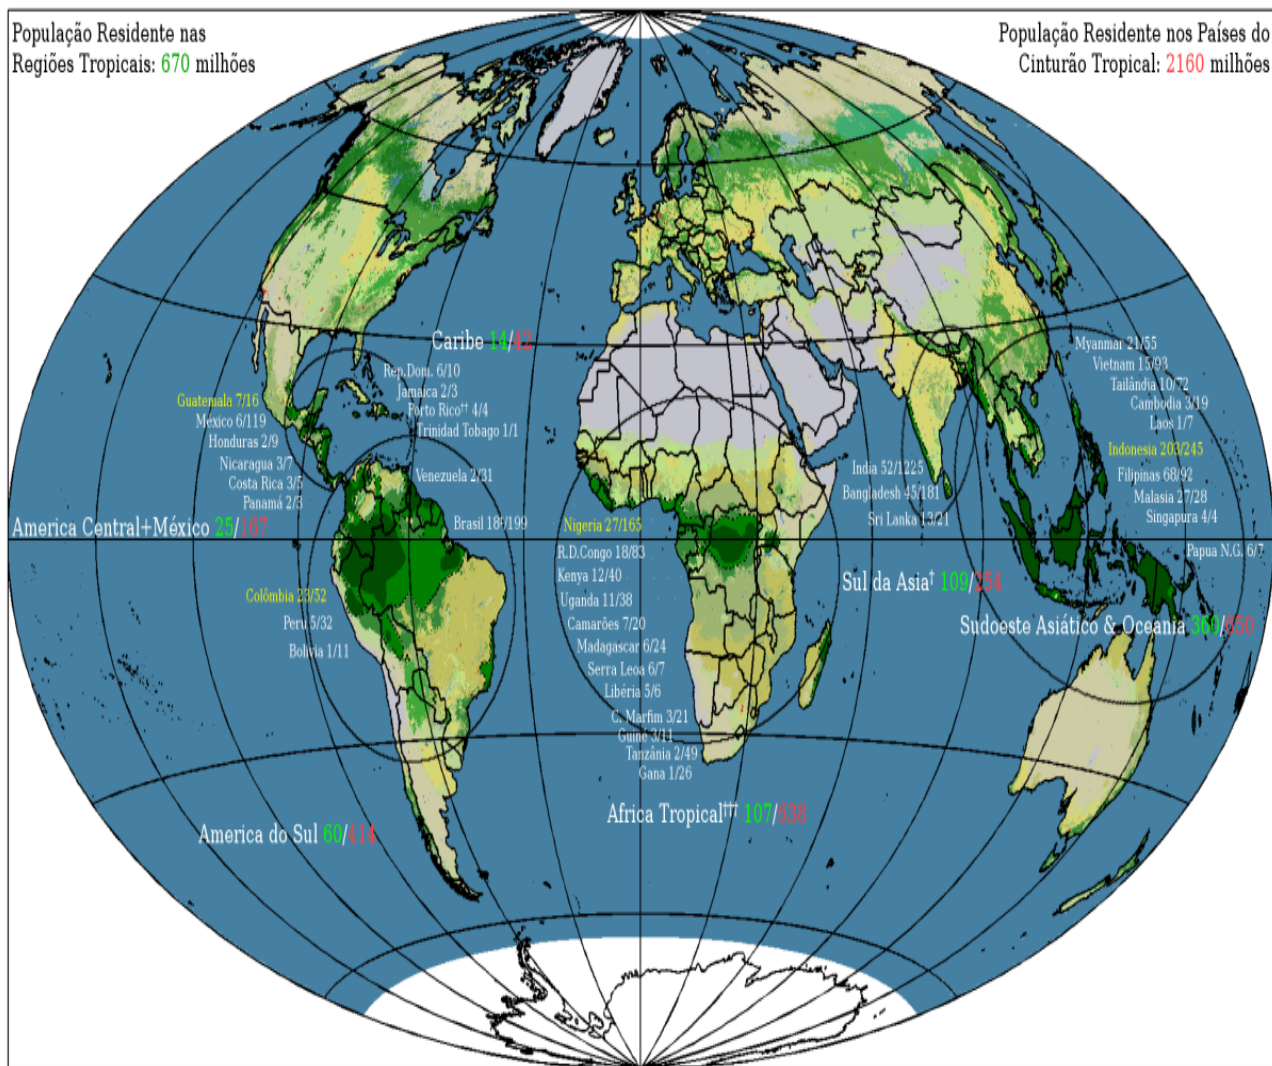 População Residente nas
Regiões Tropicais: 670 milhões
População Residente nos Países do
Cinturão Tropical: 2160 milhões
Caribe 14/42
Rep.Dom. 6/10
Jamaica 2/3
Porto Rico†† 4/4
Trinidad Tobago 1/1
Guatemala 7/16
México 6/119
Honduras 2/9
Nicaragua 3/7
Costa Rica 3/5
Panamá 2/3
America Central+México 25/167
Venezuela 2/31
Brasil 18‡/199
Colômbia 23/52
Peru 5/32
Bolívia 1/11
America do Sul 60/414
Nigeria 27/165
R.D.Congo 18/83
Kenya 12/40
Uganda 11/38
Camarões 7/20
Madagascar 6/24
Serra Leoa 6/7
Libéria 5/6
C. Marfim 3/21
Guiné 3/11
Tanzânia 2/49
Gana 1/26
Africa Tropical††† 107/638
India 52/1225
Bangladesh 45/181
Sri Lanka 13/21
Sul da Asia† 109/254
Myanmar 21/55
Vietnam 15/93
Tailândia 10/72
Cambodia 3/19
Laos 1/7
Indonesia 203/245
Filipinas 68/92
Malasia 27/28
Singapura 4/4
Papua N.G. 6/7
Sudoeste Asiático & Oceania 360/650